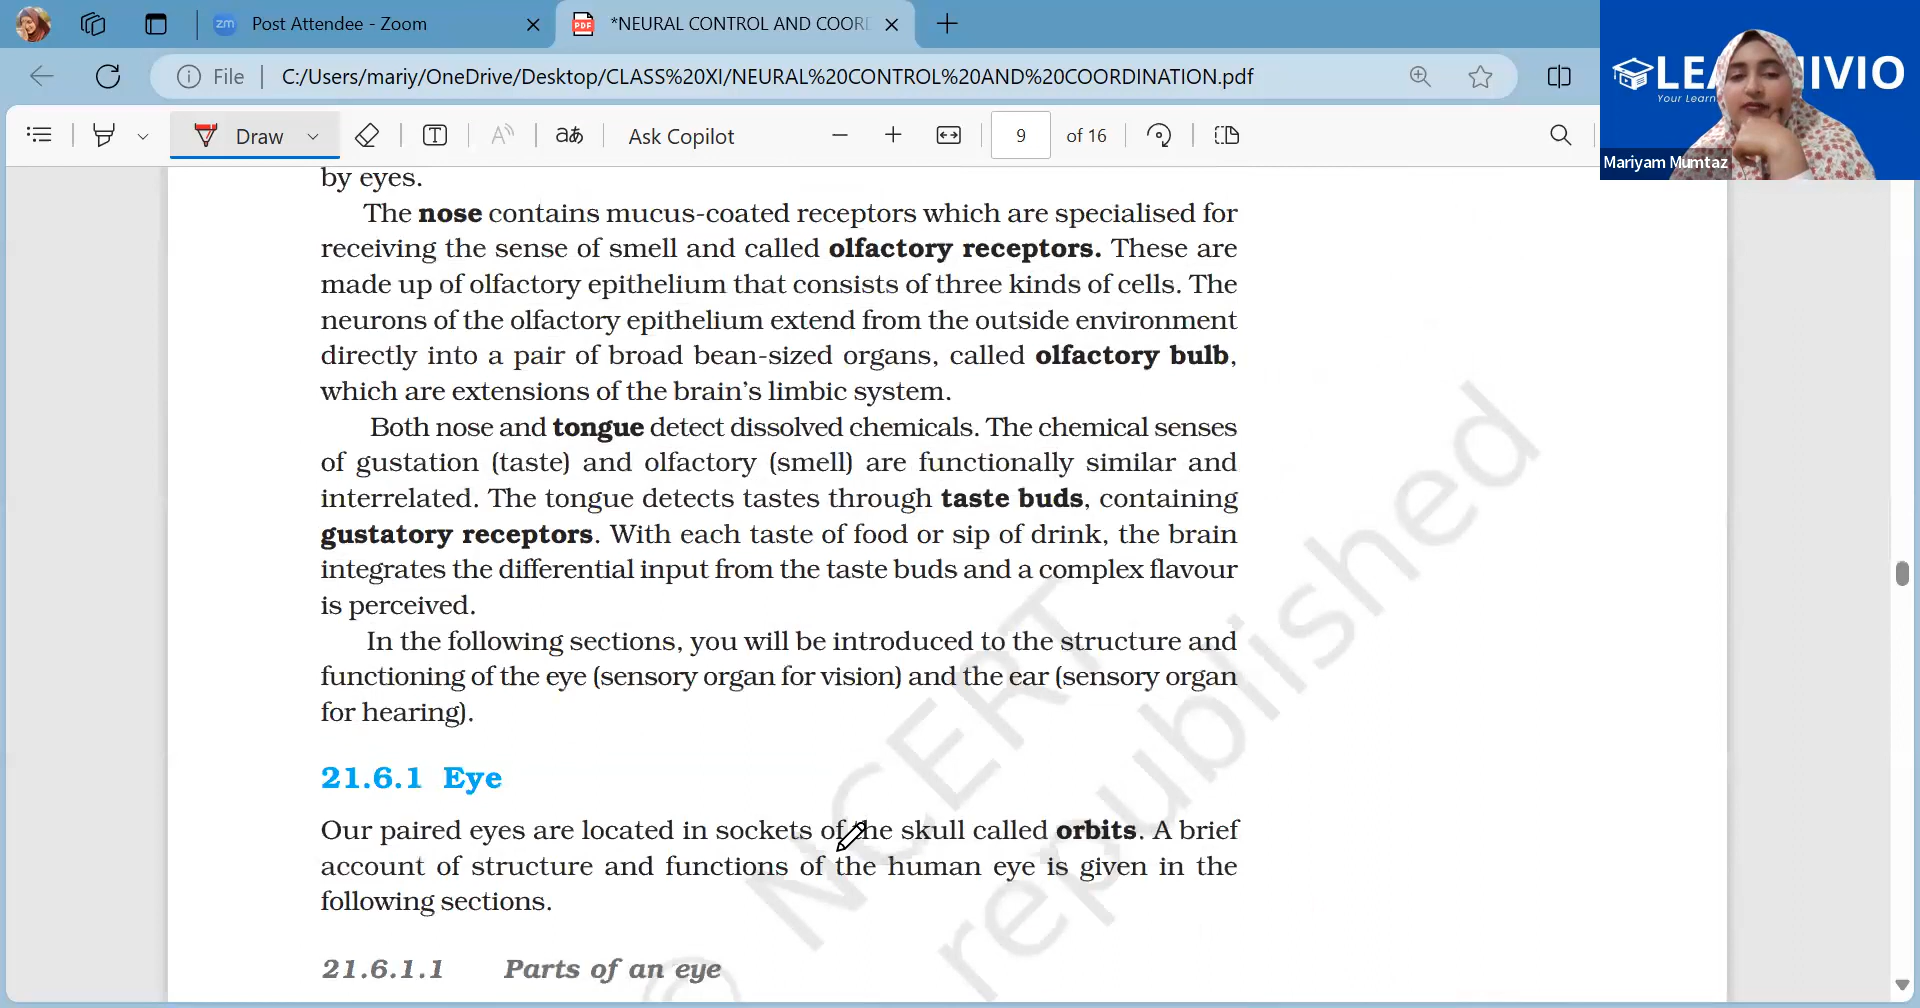 Post Attendee - Zoom
*NEURAL CONTROL AND COORD
File
C:/Users/mariy/OneDrive/Desktop/CLASS%20XI/NEURAL%20CONTROL%20AND%20COORDINATION.pdf
Draw
Ask Copilot
9 of 16
Your Learn
Mariyam Mumtaz
by eyes.
The nose contains mucus-coated receptors which are specialised for
receiving the sense of smell and called olfactory receptors. These are
made up of olfactory epithelium that consists of three kinds of cells. The
neurons of the olfactory epithelium extend from the outside environment
directly into a pair of broad bean-sized organs, called olfactory bulb,
which are extensions of the brain’s limbic system.
Both nose and tongue detect dissolved chemicals. The chemical senses
of gustation (taste) and olfactory (smell) are functionally similar and
interrelated. The tongue detects tastes through taste buds, containing
gustatory receptors. With each taste of food or sip of drink, the brain
integrates the differential input from the taste buds and a complex flavour
is perceived.
In the following sections, you will be introduced to the structure and
functioning of the eye (sensory organ for vision) and the ear (sensory organ
for hearing).
21.6.1 Eye
Our paired eyes are located in sockets of the skull called orbits. A brief
account of structure and functions of the human eye is given in the
following sections.
21.6.1.1 Parts of an eye
© NCERT
republished